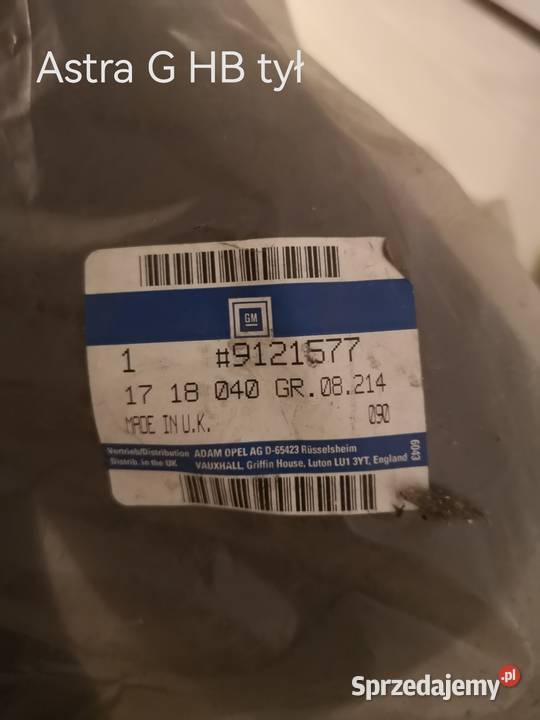 Astra G HB tył
GM
1 #9121577
17 18 040 GR.08.214
MADE IN U.K. 090
Vertrieb/Distribution ADAM OPEL AG D-65423 Rüsselsheim
Distrib. in the UK VAUXHALL, Griffin House, Luton LU1 3YT, England
6043
Sprzedajemy.pl